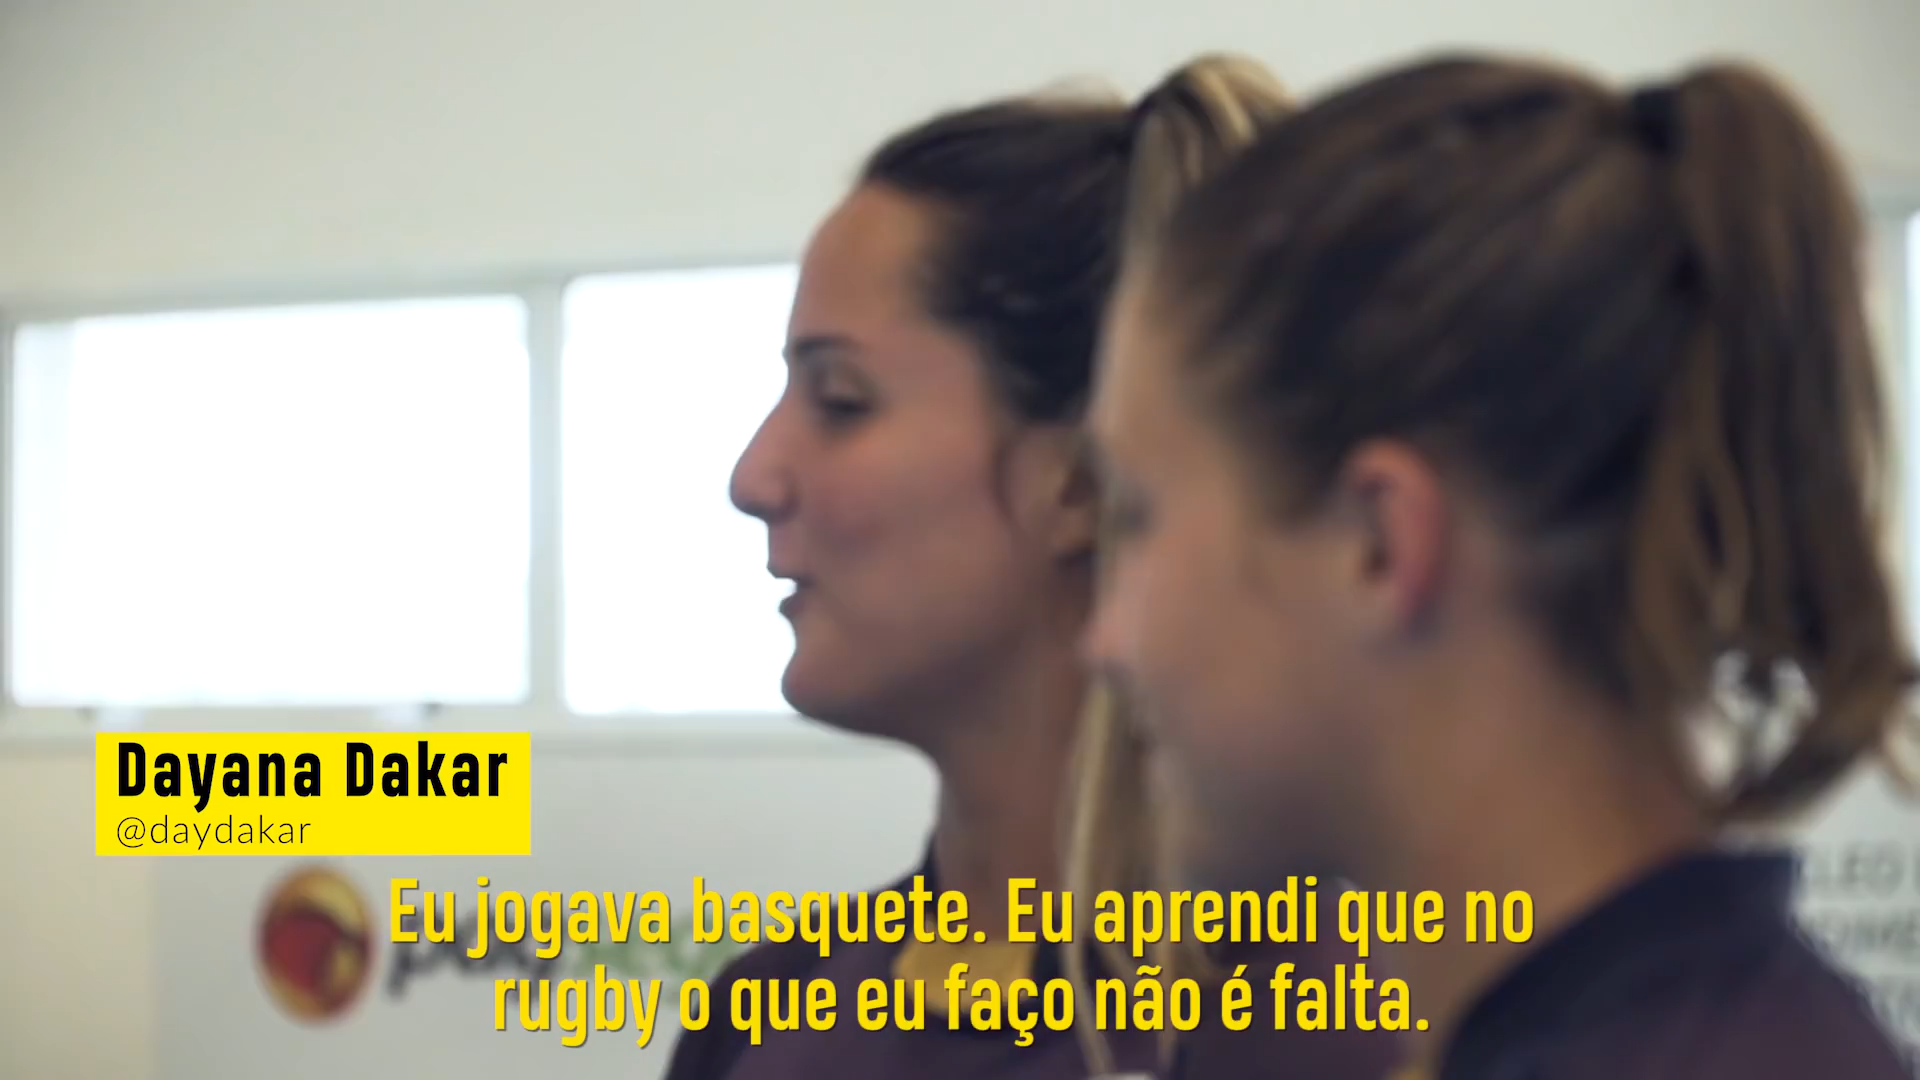 Dayana Dakar
@daydakar
Eu jogava basquete. Eu aprendi que no
rugby o que eu faço não é falta.